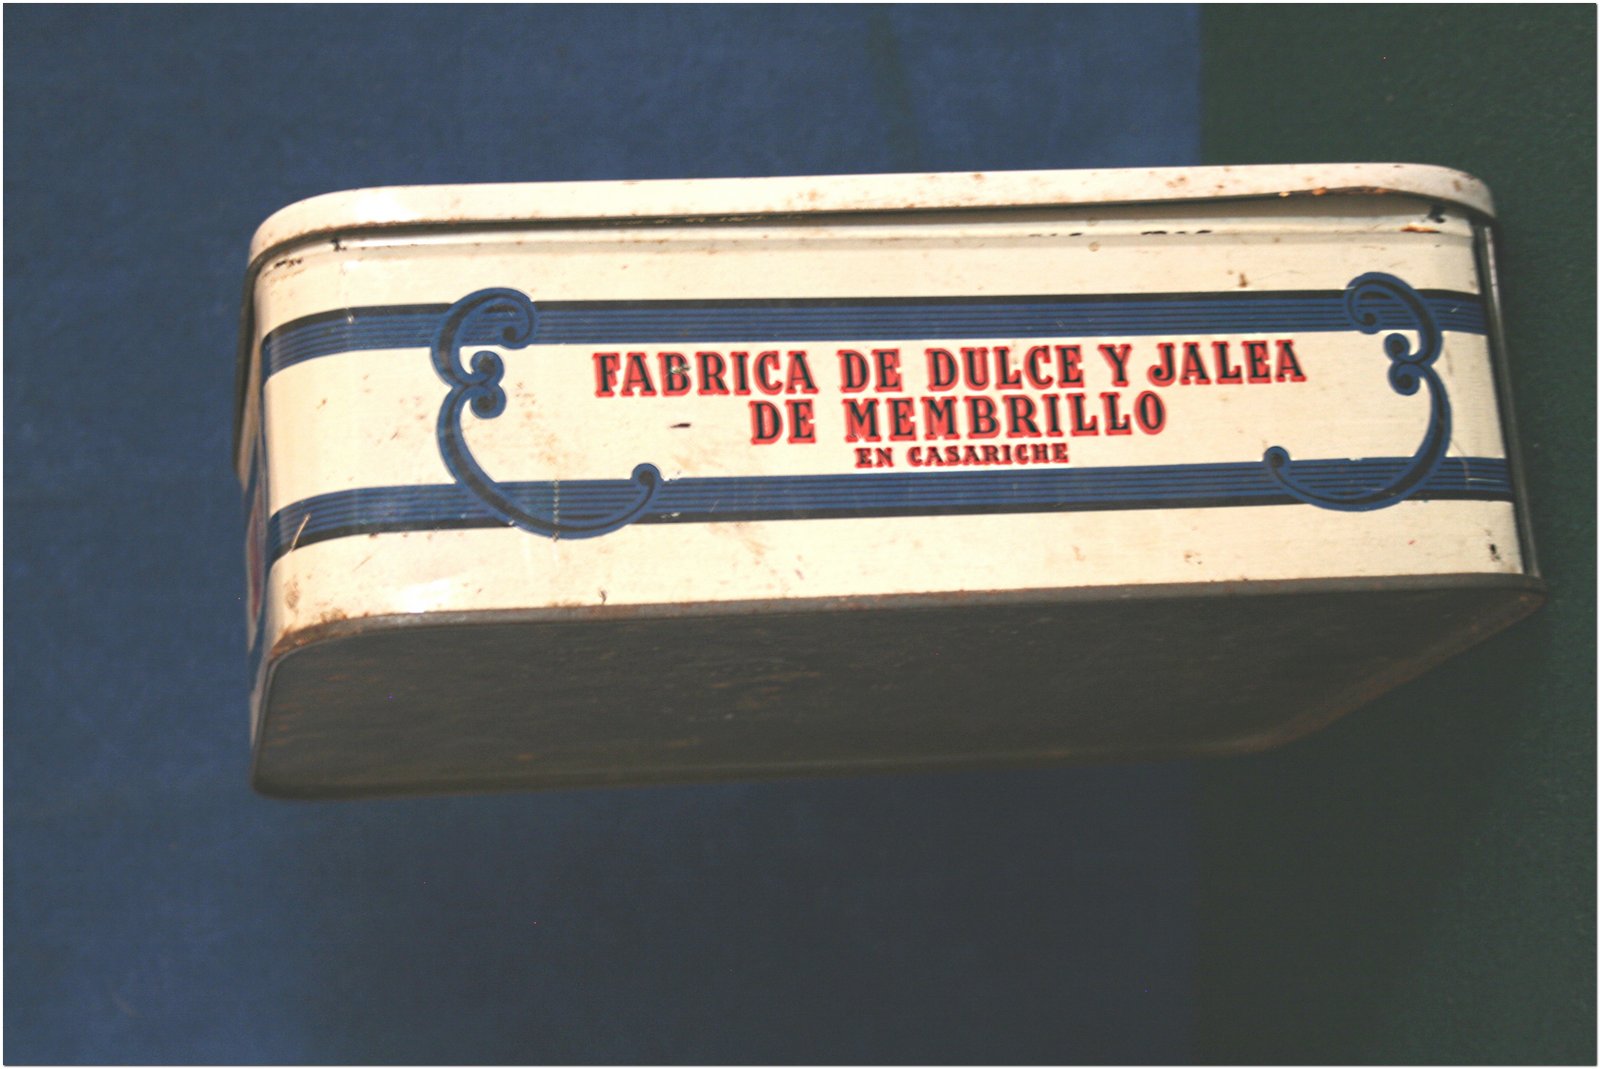 FABRICA DE DULCE Y JALEA
DE MEMBRILLO
EN CASARICHE